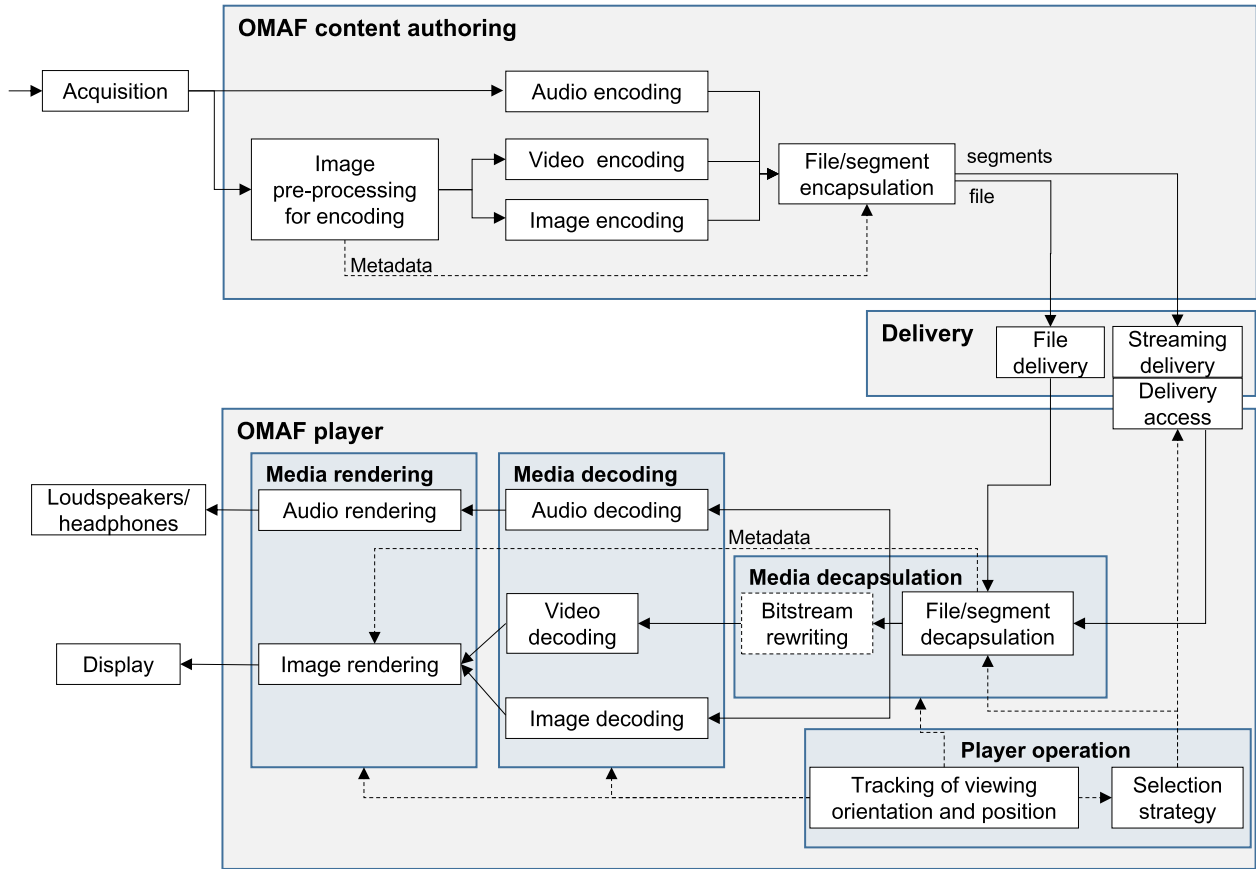 OMAF content authoring
Acquisition
Audio encoding
Image
pre-processing
for encoding
Video encoding
Image encoding
File/segment
encapsulation
segments
file
Metadata
Delivery
File
delivery
Streaming
delivery
Delivery
access
OMAF player
Media rendering
Media decoding
Loudspeakers/
headphones
Audio rendering
Audio decoding
Metadata
Media decapsulation
Video
decoding
Bitstream
rewriting
File/segment
decapsulation
Display
Image rendering
Image decoding
Player operation
Tracking of viewing
orientation and position
Selection
strategy